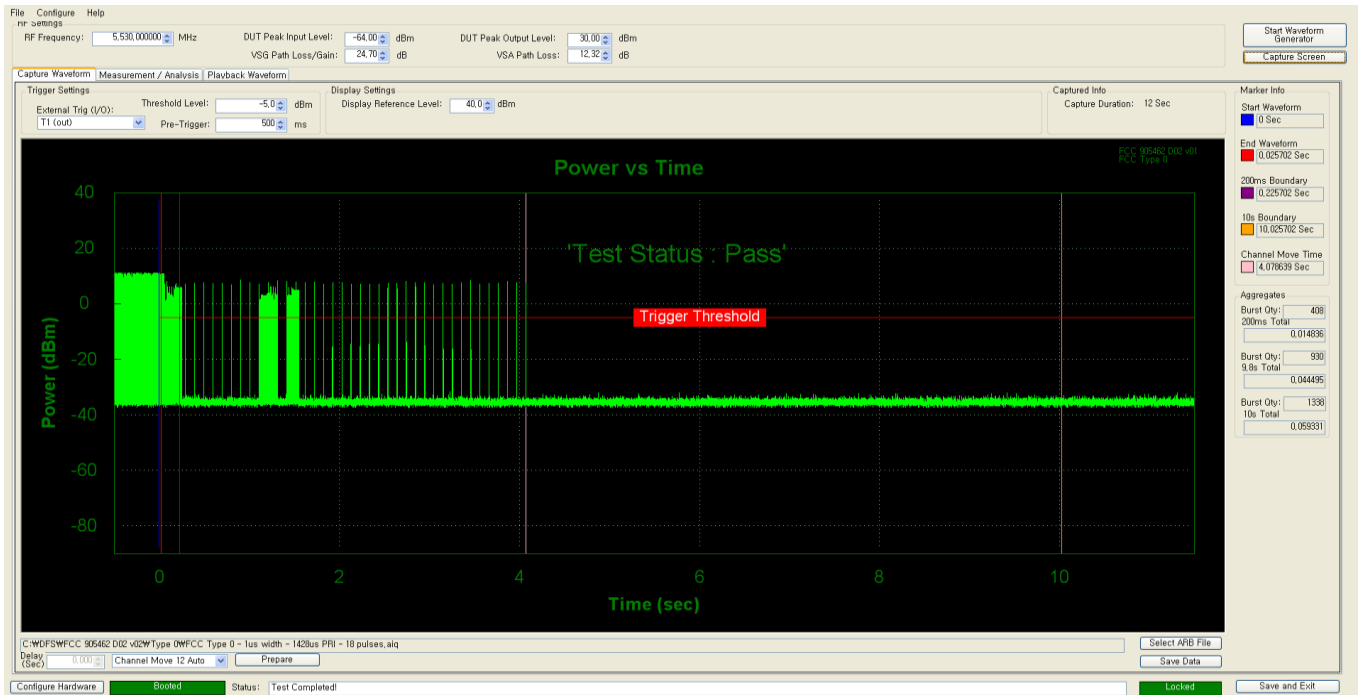 File Configure Help
RF Settings
RF Frequency: 5,530,000000 MHz DUT Peak Input Level: -64,00 dBm DUT Peak Output Level: 30,00 dBm
VSG Path Loss/Gain: 24,70 dB VSA Path Loss: 12,32 dB
Start Waveform
Generator
Capture Screen
Capture Waveform Measurement / Analysis Playback Waveform
Trigger Settings
External Trig (I/O): Threshold Level: -5,0 dBm
T1 (out) Pre-Trigger: 500 ms
Display Settings
Display Reference Level: 40,0 dBm
Captured Info
Capture Duration: 12 Sec
Marker Info
Start Waveform
0 Sec
End Waveform
0,025702 Sec
200ms Boundary
0,225702 Sec
10s Boundary
10,025702 Sec
Channel Move Time
4,078639 Sec
Aggregates
Burst Qty: 408
200ms Total
0,014836
Burst Qty: 930
9,8s Total
0,044495
Burst Qty: 1338
10s Total
0,059331
FCC 905462 D02 v01
FCC Type 0
Power vs Time
'Test Status : Pass'
Trigger Threshold
Power (dBm)
40
20
0
-20
-40
-60
-80
0 2 4 6 8 10
Time (sec)
C:₩DFS₩FCC 905462 D02 v02₩Type 0₩FCC Type 0 - 1us width - 1428us PRI - 18 pulses,aiq
Select ARB File
Delay
(Sec) 0,000 Channel Move 12 Auto Prepare
Save Data
Configure Hardware Booted Status: Test Completed! Locked Save and Exit